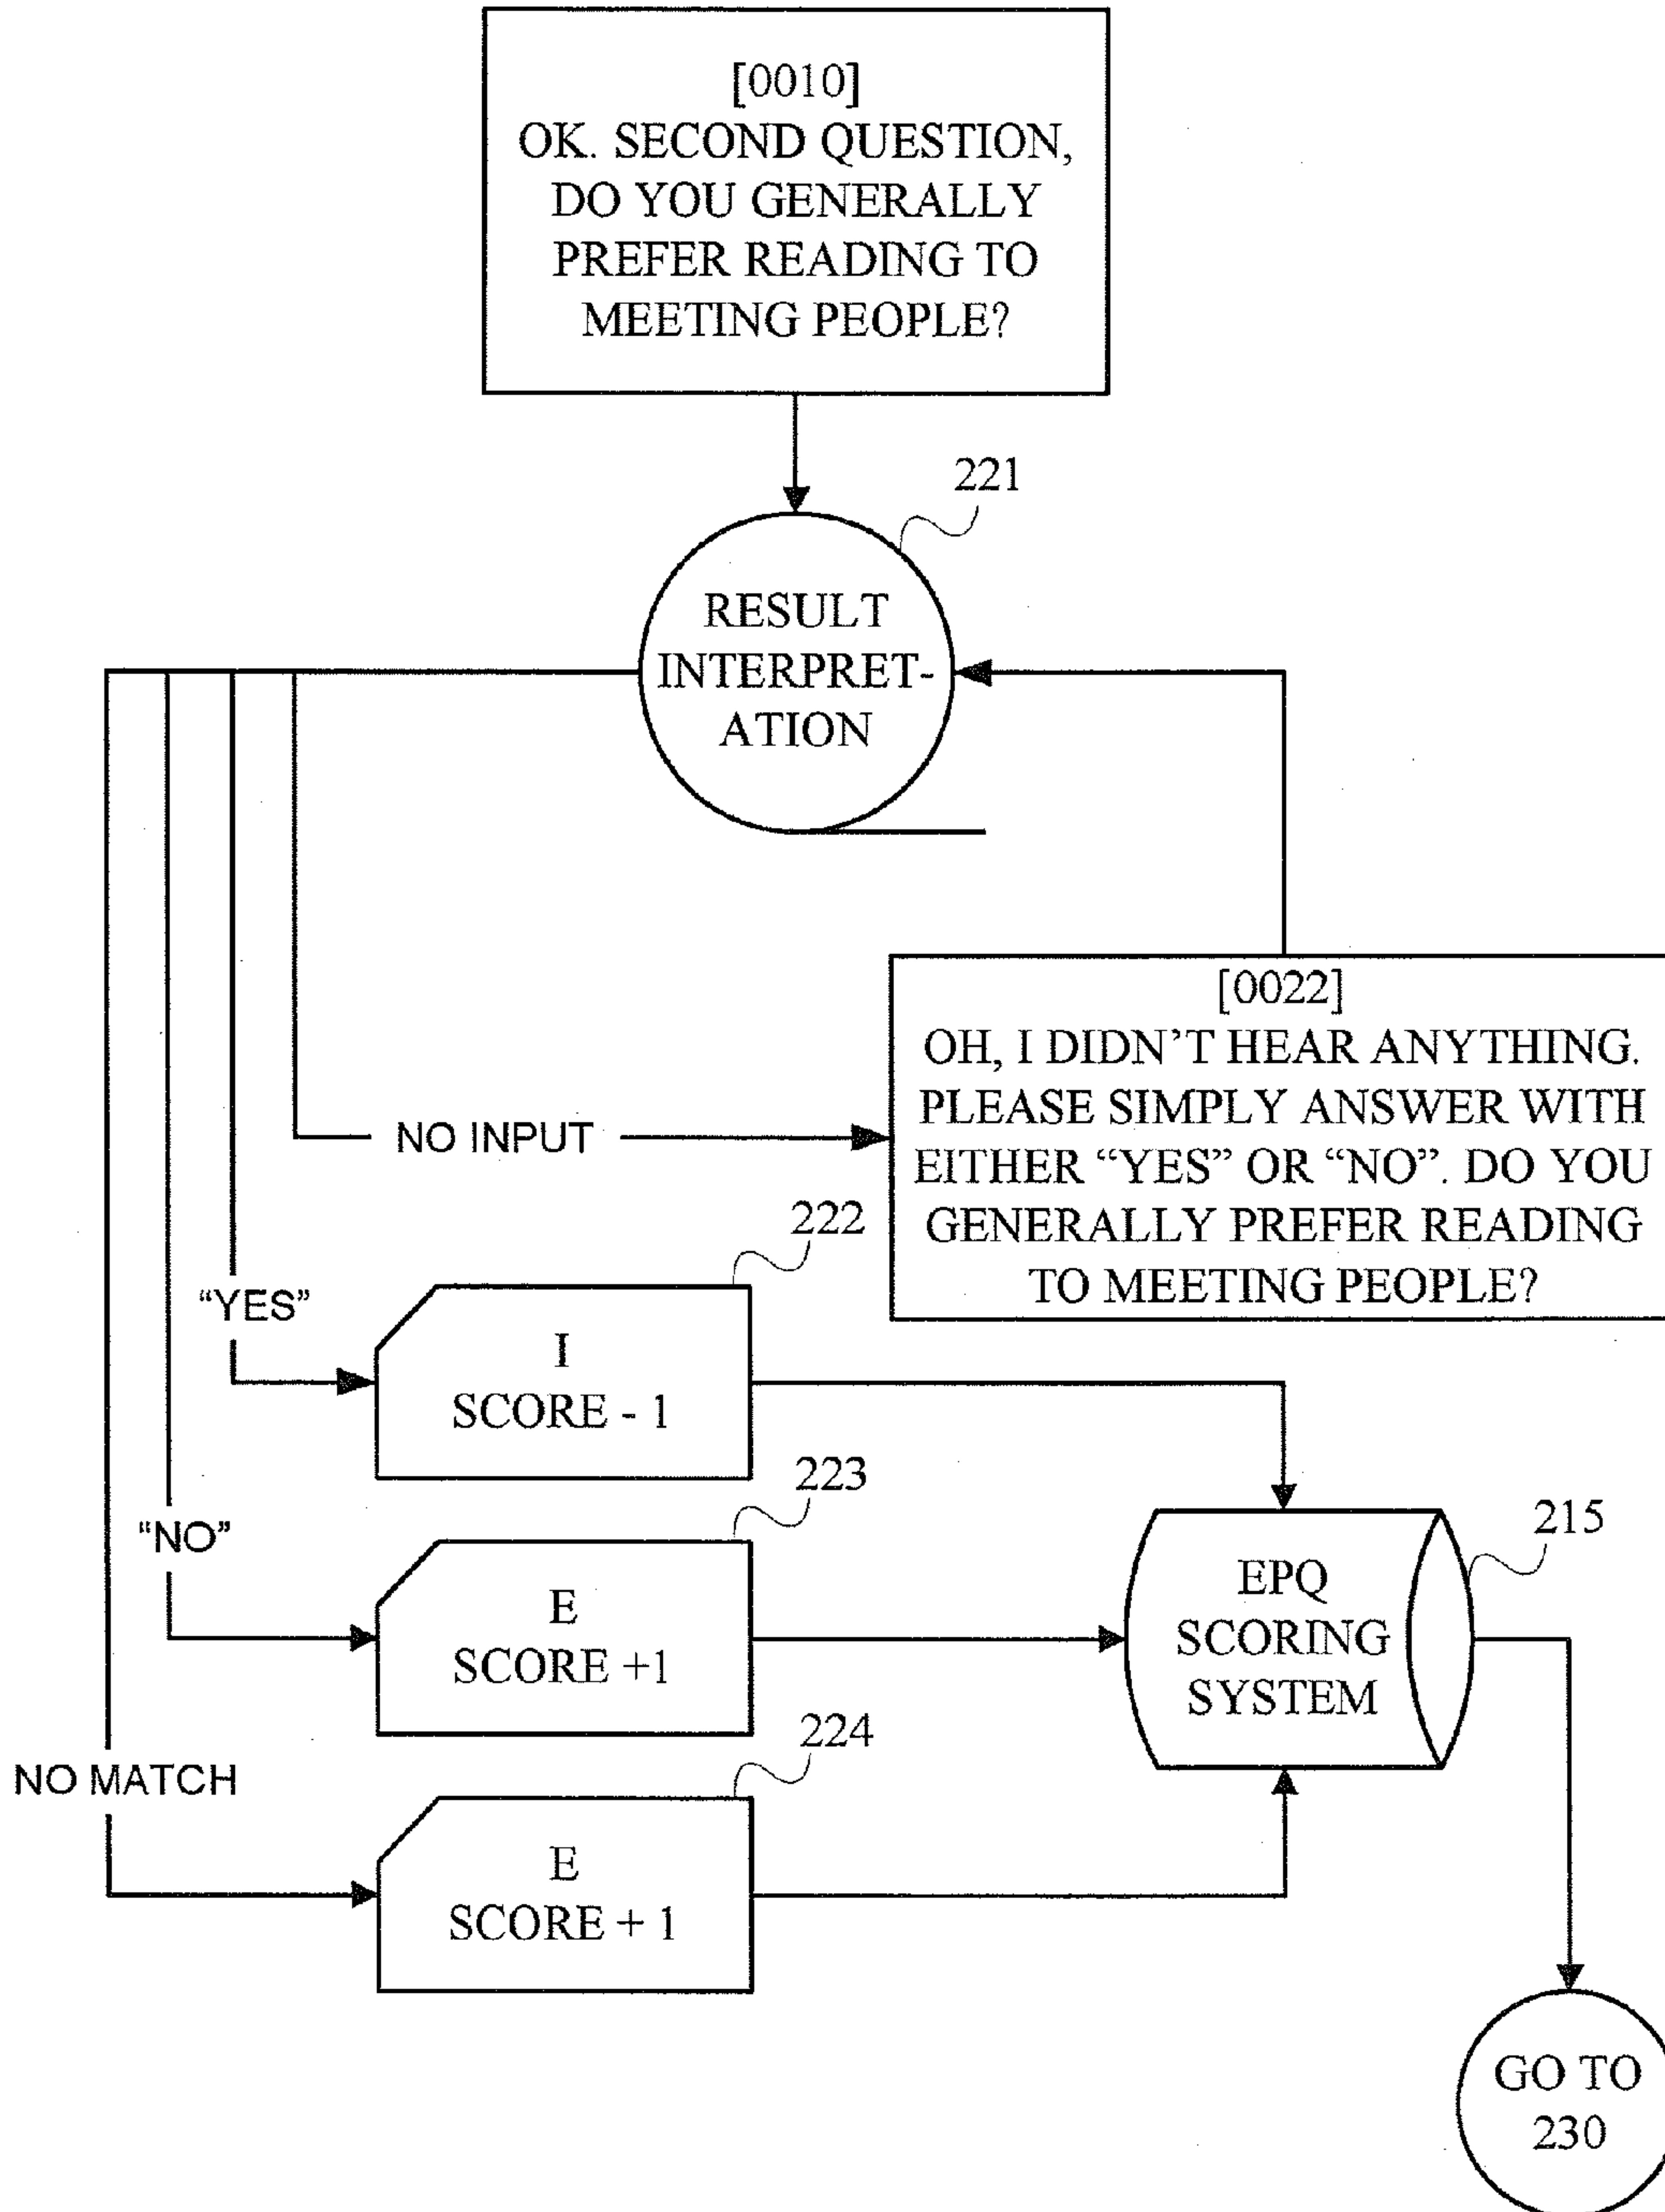 [0010]
OK. SECOND QUESTION,
DO YOU GENERALLY
PREFER READING TO
MEETING PEOPLE?
221
RESULT
INTERPRET-
ATION
[0022]
OH, I DIDN'T HEAR ANYTHING.
PLEASE SIMPLY ANSWER WITH
EITHER “YES” OR “NO”. DO YOU
GENERALLY PREFER READING
TO MEETING PEOPLE?
NO INPUT
222
“YES”
I
SCORE - 1
223
“NO”
E
SCORE +1
215
EPQ
SCORING
SYSTEM
224
NO MATCH
E
SCORE + 1
GO TO
230